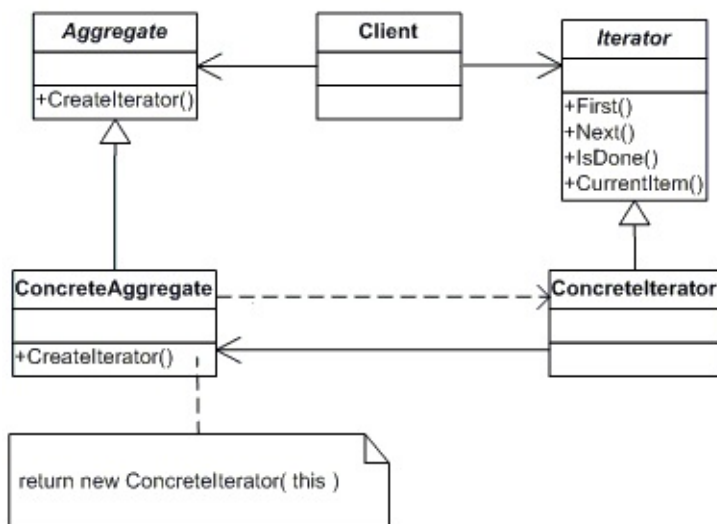 Aggregate
+CreateIterator()
Client
Iterator
+First()
+Next()
+IsDone()
+CurrentItem()
ConcreteAggregate
+CreateIterator()
ConcreteIterator
return new ConcreteIterator( this )